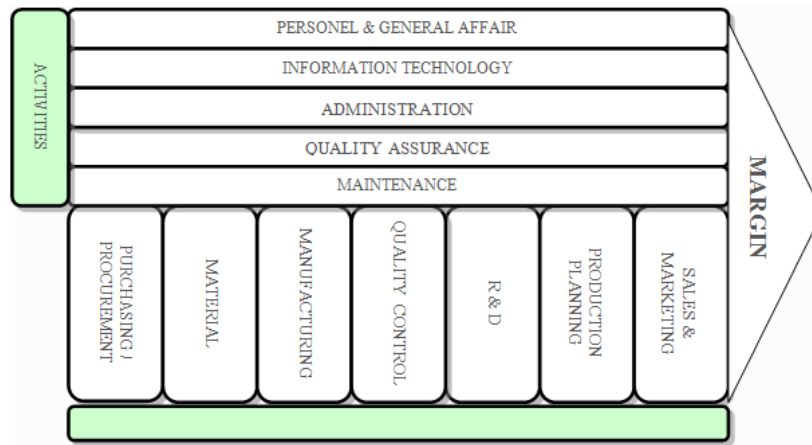 PERSONEL & GENERAL AFFAIR
INFORMATION TECHNOLOGY
ADMINISTRATION
QUALITY ASSURANCE
MAINTENANCE
ACTIVITIES
PURCHASING /
PROCUREMENT
MATERIAL
MANUFACTURING
QUALITY CONTROL
R & D
PRODUCTION
PLANNING
SALES &
MARKETING
MARGIN